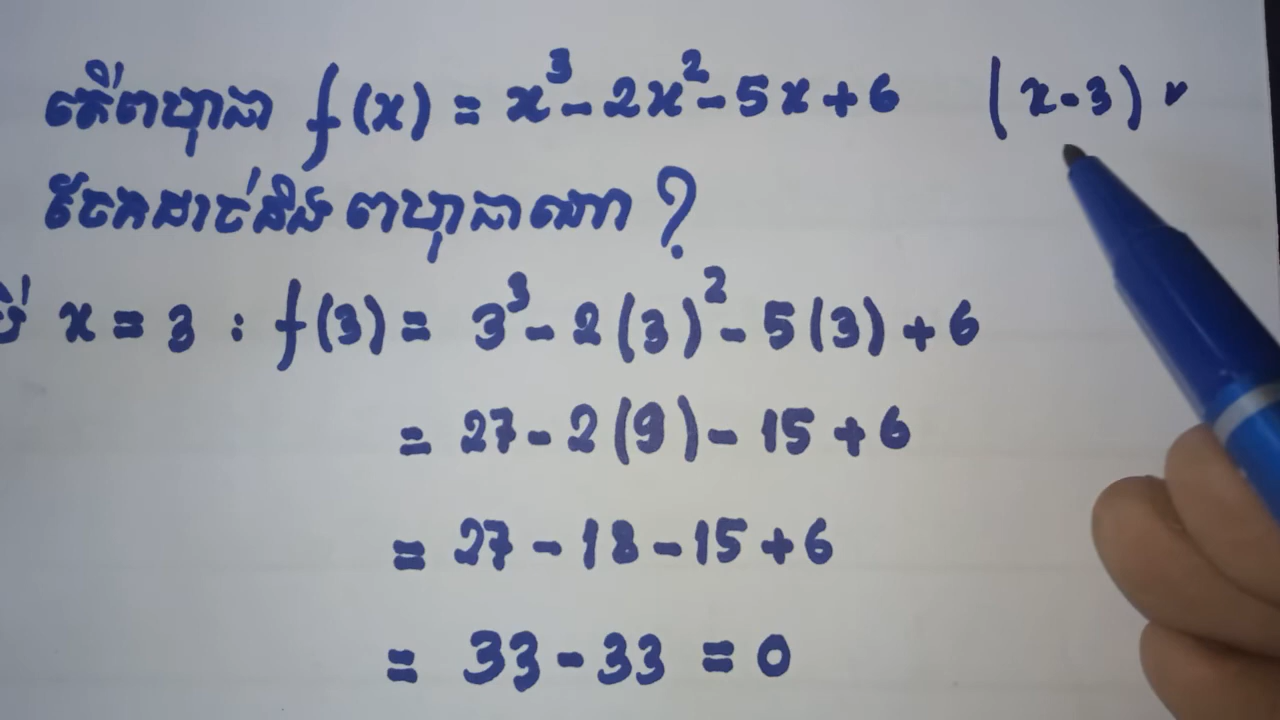 តើពហុធា f(x) = x³ - 2x² - 5x + 6 (x - 3) ✓
ចែកដាច់នឹង ពហុធាណា ?
x = 3 : f(3) = 3³ - 2(3)² - 5(3) + 6
= 27 - 2(9) - 15 + 6
= 27 - 18 - 15 + 6
= 33 - 33 = 0